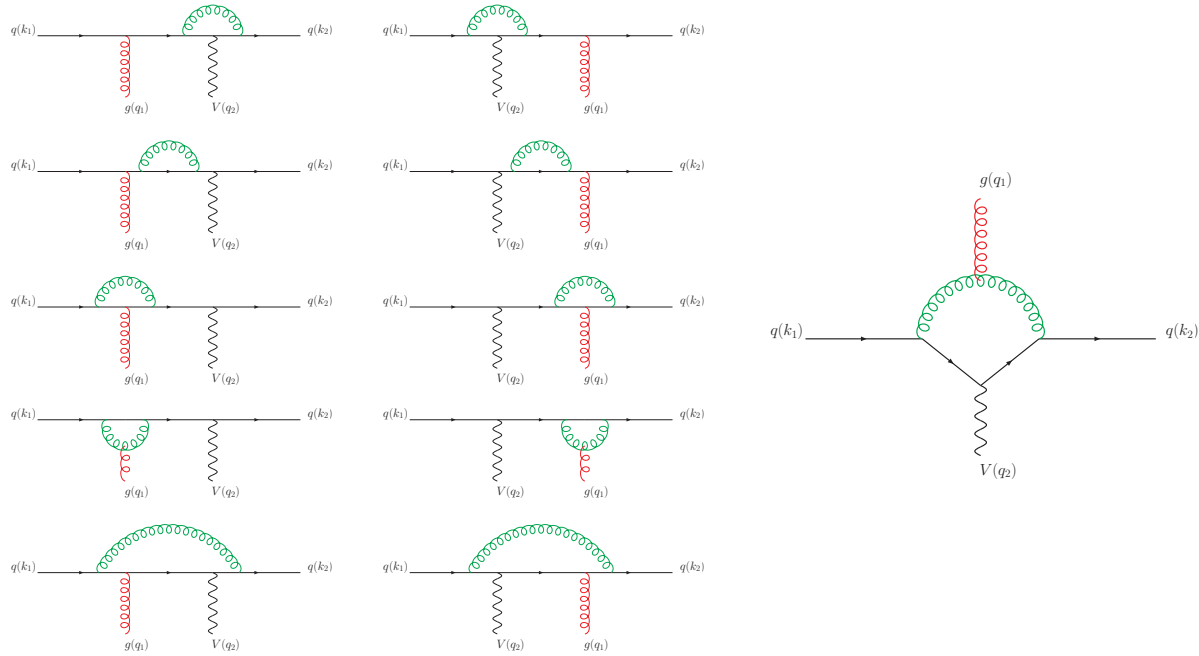 q(k₁) q(k₂) q(k₁) q(k₂)
g(q₁) V(q₂) V(q₂) g(q₁)
q(k₁) q(k₂) q(k₁) q(k₂)
g(q₁) V(q₂) V(q₂) g(q₁)
q(k₁) q(k₂) q(k₁) q(k₂)
g(q₁) V(q₂) V(q₂) g(q₁)
q(k₁) q(k₂) q(k₁) q(k₂)
g(q₁) V(q₂) V(q₂) g(q₁)
q(k₁) q(k₂) q(k₁) q(k₂)
g(q₁) V(q₂) V(q₂) g(q₁)
g(q₁)
q(k₁) q(k₂)
V(q₂)